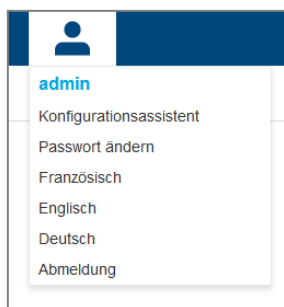 admin
Konfigurationsassistent
Passwort ändern
Französisch
Englisch
Deutsch
Abmeldung